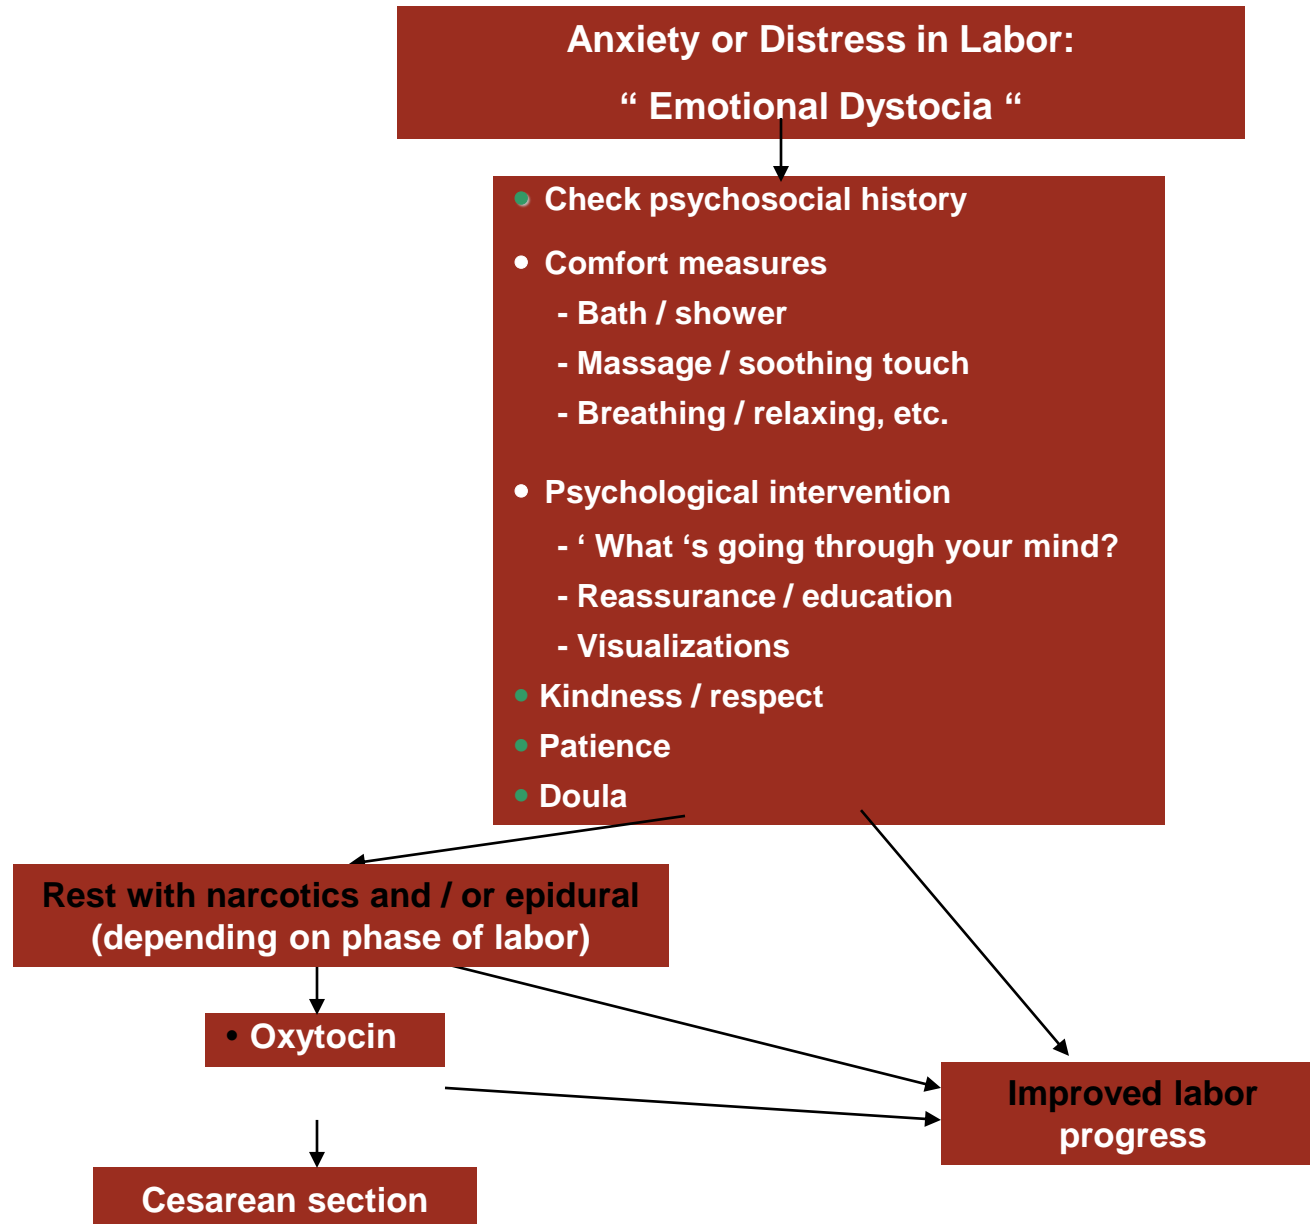 Anxiety or Distress in Labor:
“ Emotional Dystocia “
• Check psychosocial history
• Comfort measures
- Bath / shower
- Massage / soothing touch
- Breathing / relaxing, etc.
• Psychological intervention
- ‘ What ‘s going through your mind?
- Reassurance / education
- Visualizations
• Kindness / respect
• Patience
• Doula
Rest with narcotics and / or epidural
(depending on phase of labor)
• Oxytocin
Improved labor
progress
Cesarean section